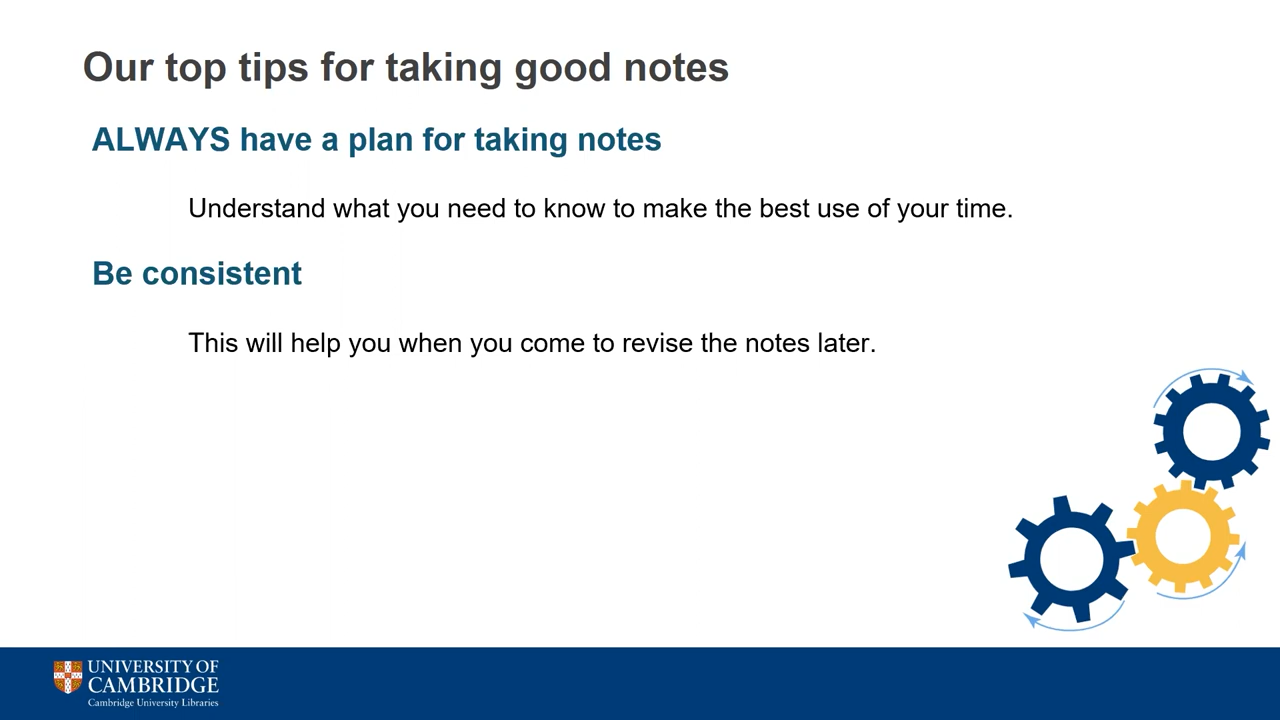 Our top tips for taking good notes
ALWAYS have a plan for taking notes
Understand what you need to know to make the best use of your time.
Be consistent
This will help you when you come to revise the notes later.
UNIVERSITY OF
CAMBRIDGE
Cambridge University Libraries